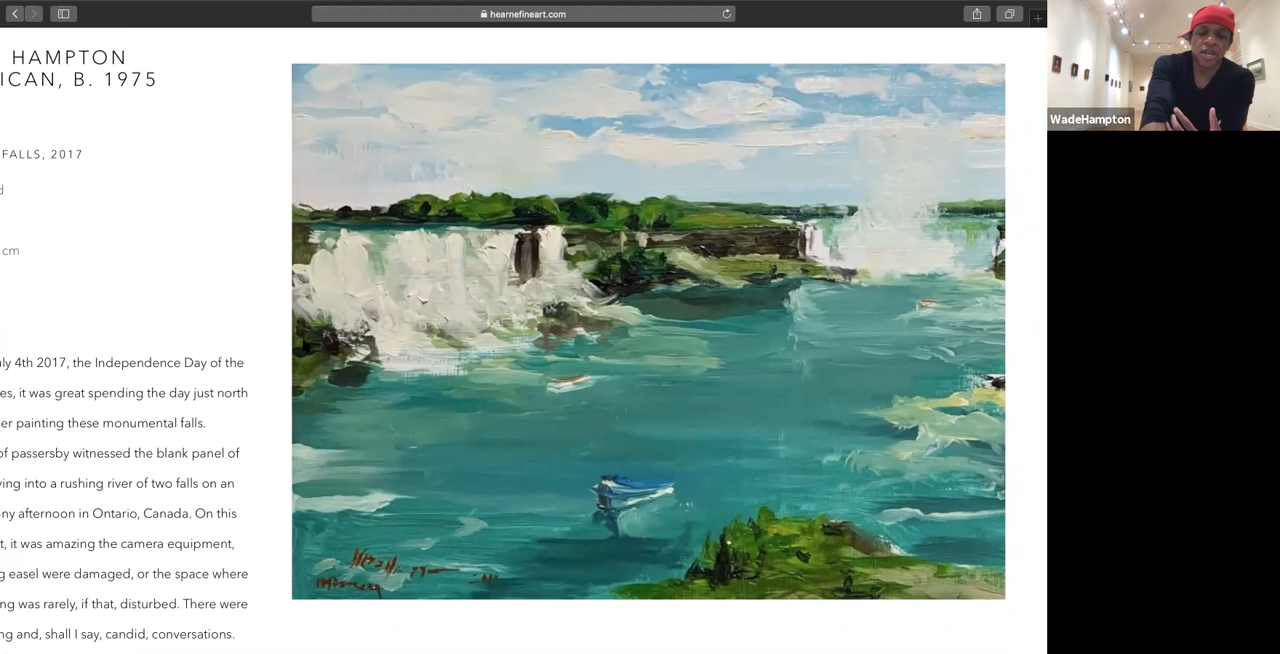 hearnefineart.com
HAMPTON
ICAN, B. 1975
FALLS, 2017
d
cm
ly 4th 2017, the Independence Day of the
es, it was great spending the day just north
er painting these monumental falls.
of passersby witnessed the blank panel of
ving into a rushing river of two falls on an
ny afternoon in Ontario, Canada. On this
t, it was amazing the camera equipment,
g easel were damaged, or the space where
ng was rarely, if that, disturbed. There were
ng and, shall I say, candid, conversations.
WadeHampton